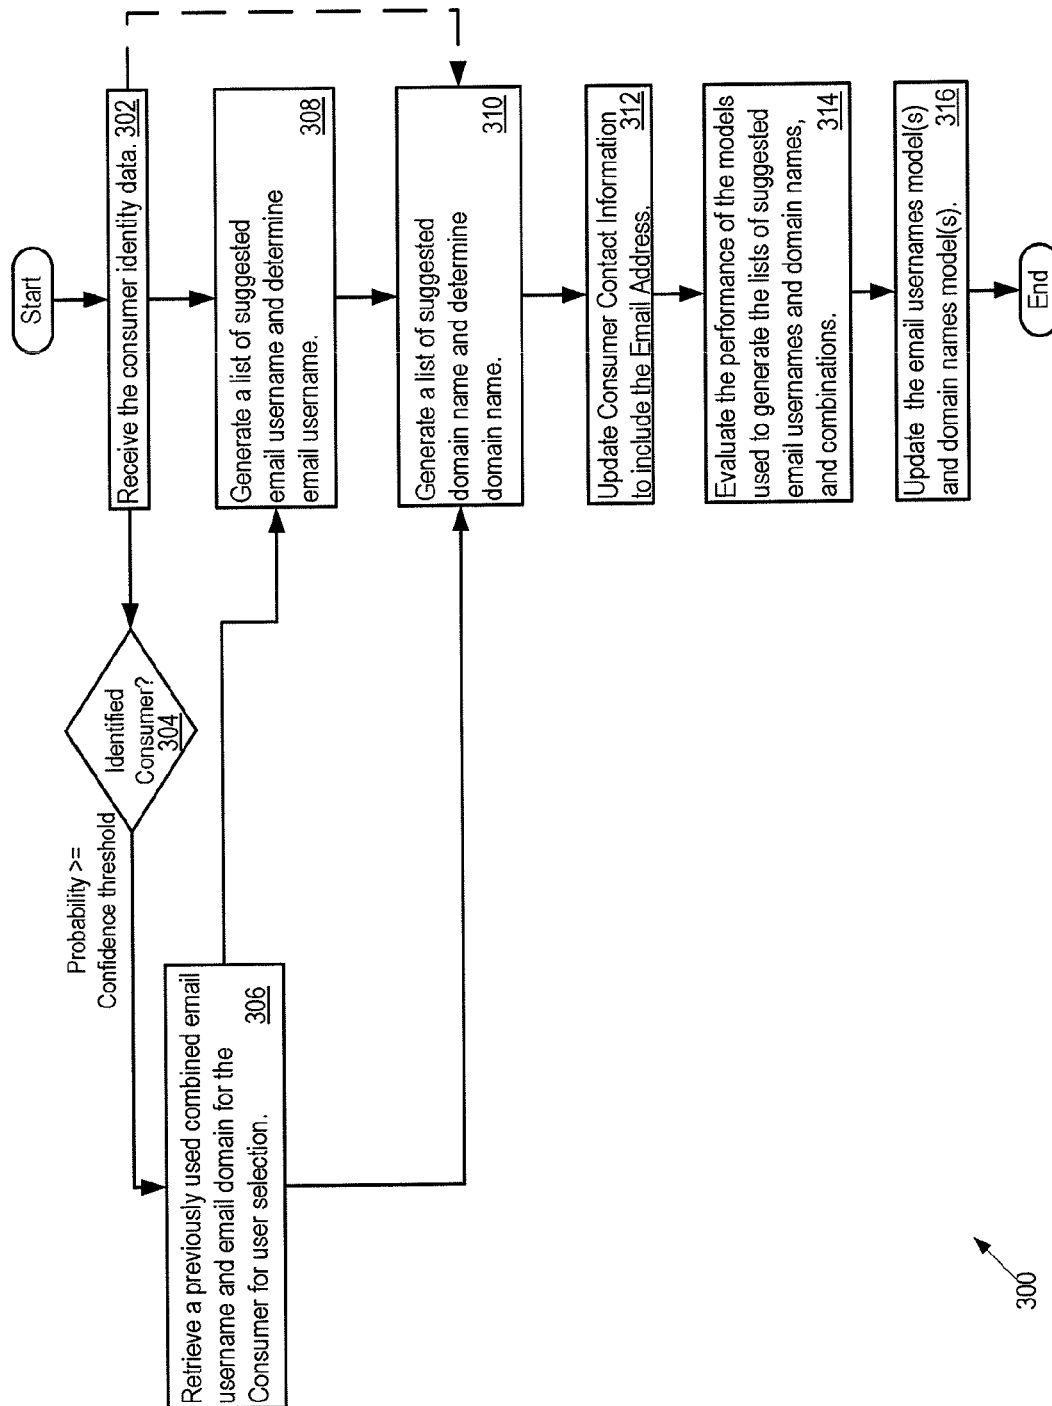 Start
Receive the consumer identity data. 302
Identified
Consumer?
304
Probability >=
Confidence threshold
Retrieve a previously used combined email
username and email domain for the
Consumer for user selection. 306
Generate a list of suggested
email username and determine
email username. 308
Generate a list of suggested
domain name and determine
domain name. 310
Update Consumer Contact Information
to include the Email Address. 312
Evaluate the performance of the models
used to generate the lists of suggested
email usernames and domain names,
and combinations. 314
Update the email usernames model(s)
and domain names model(s). 316
End
300